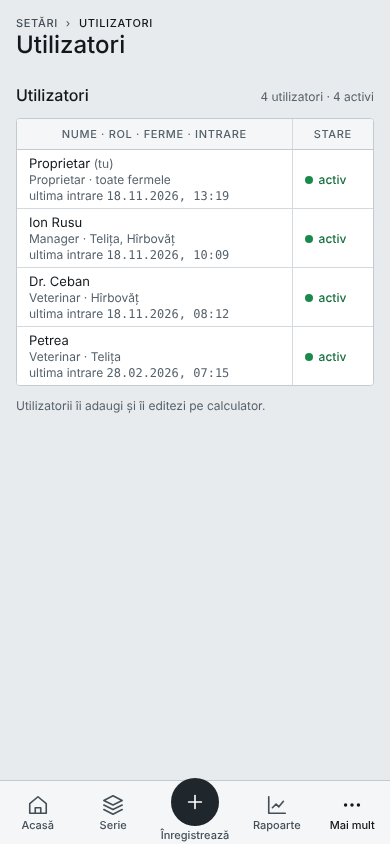 SETĂRI › UTILIZATORI
Utilizatori
Utilizatori
4 utilizatori · 4 activi
NUME · ROL · FERME · INTRARE
STARE
Proprietar (tu)
Proprietar · toate fermele
ultima intrare 18.11.2026, 13:19
activ
Ion Rusu
Manager · Telița, Hîrbovăț
ultima intrare 18.11.2026, 10:09
activ
Dr. Ceban
Veterinar · Hîrbovăț
ultima intrare 18.11.2026, 08:12
activ
Petrea
Veterinar · Telița
ultima intrare 28.02.2026, 07:15
activ
Utilizatorii îi adaugi și îi editezi pe calculator.
Acasă
Serie
Înregistrează
Rapoarte
Mai mult